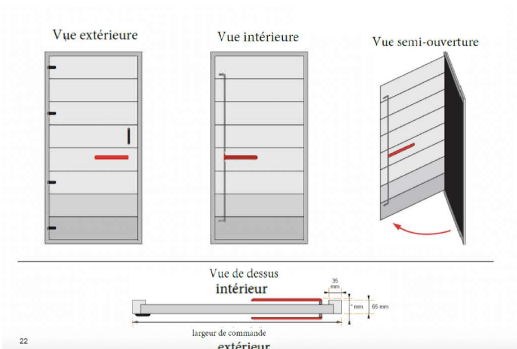 Vue extérieure
Vue intérieure
Vue semi-ouverture
Vue de dessus
intérieur
35
mm
* mm
65 mm
largeur de commande
extérieur
22